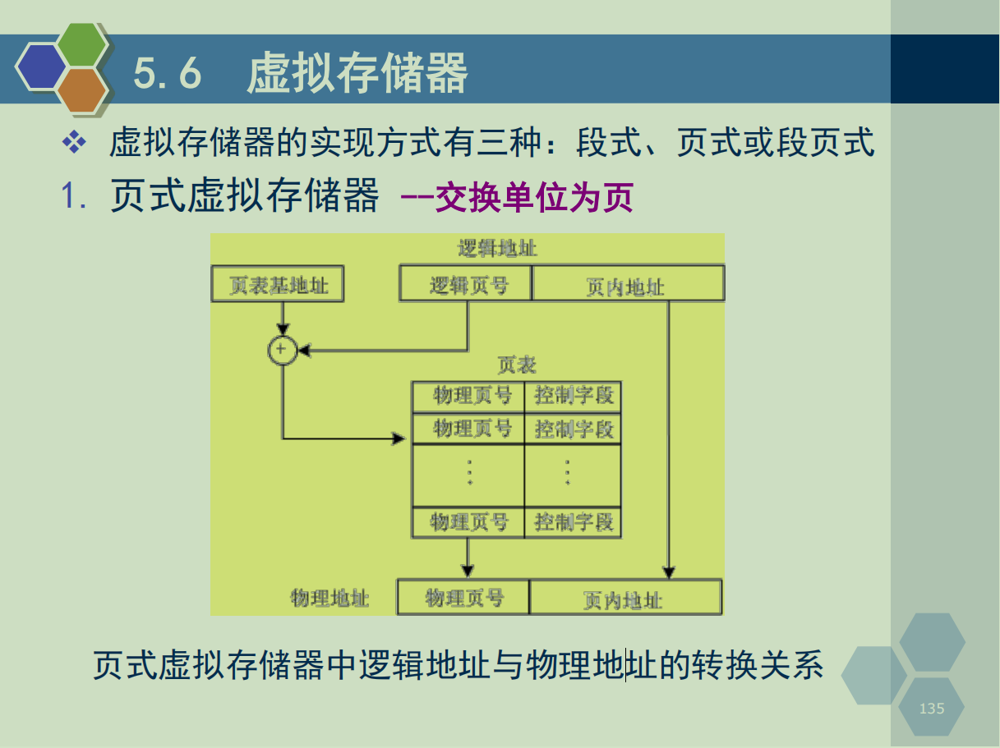 5.6 虚拟存储器
❖ 虚拟存储器的实现方式有三种：段式、页式或段页式
1. 页式虚拟存储器 --交换单位为页
逻辑地址
页表基地址 逻辑页号 页内地址
+
页表
物理页号 控制字段
物理页号 控制字段
⋮ ⋮
物理页号 控制字段
物理地址 物理页号 页内地址
页式虚拟存储器中逻辑地址与物理地址的转换关系
135